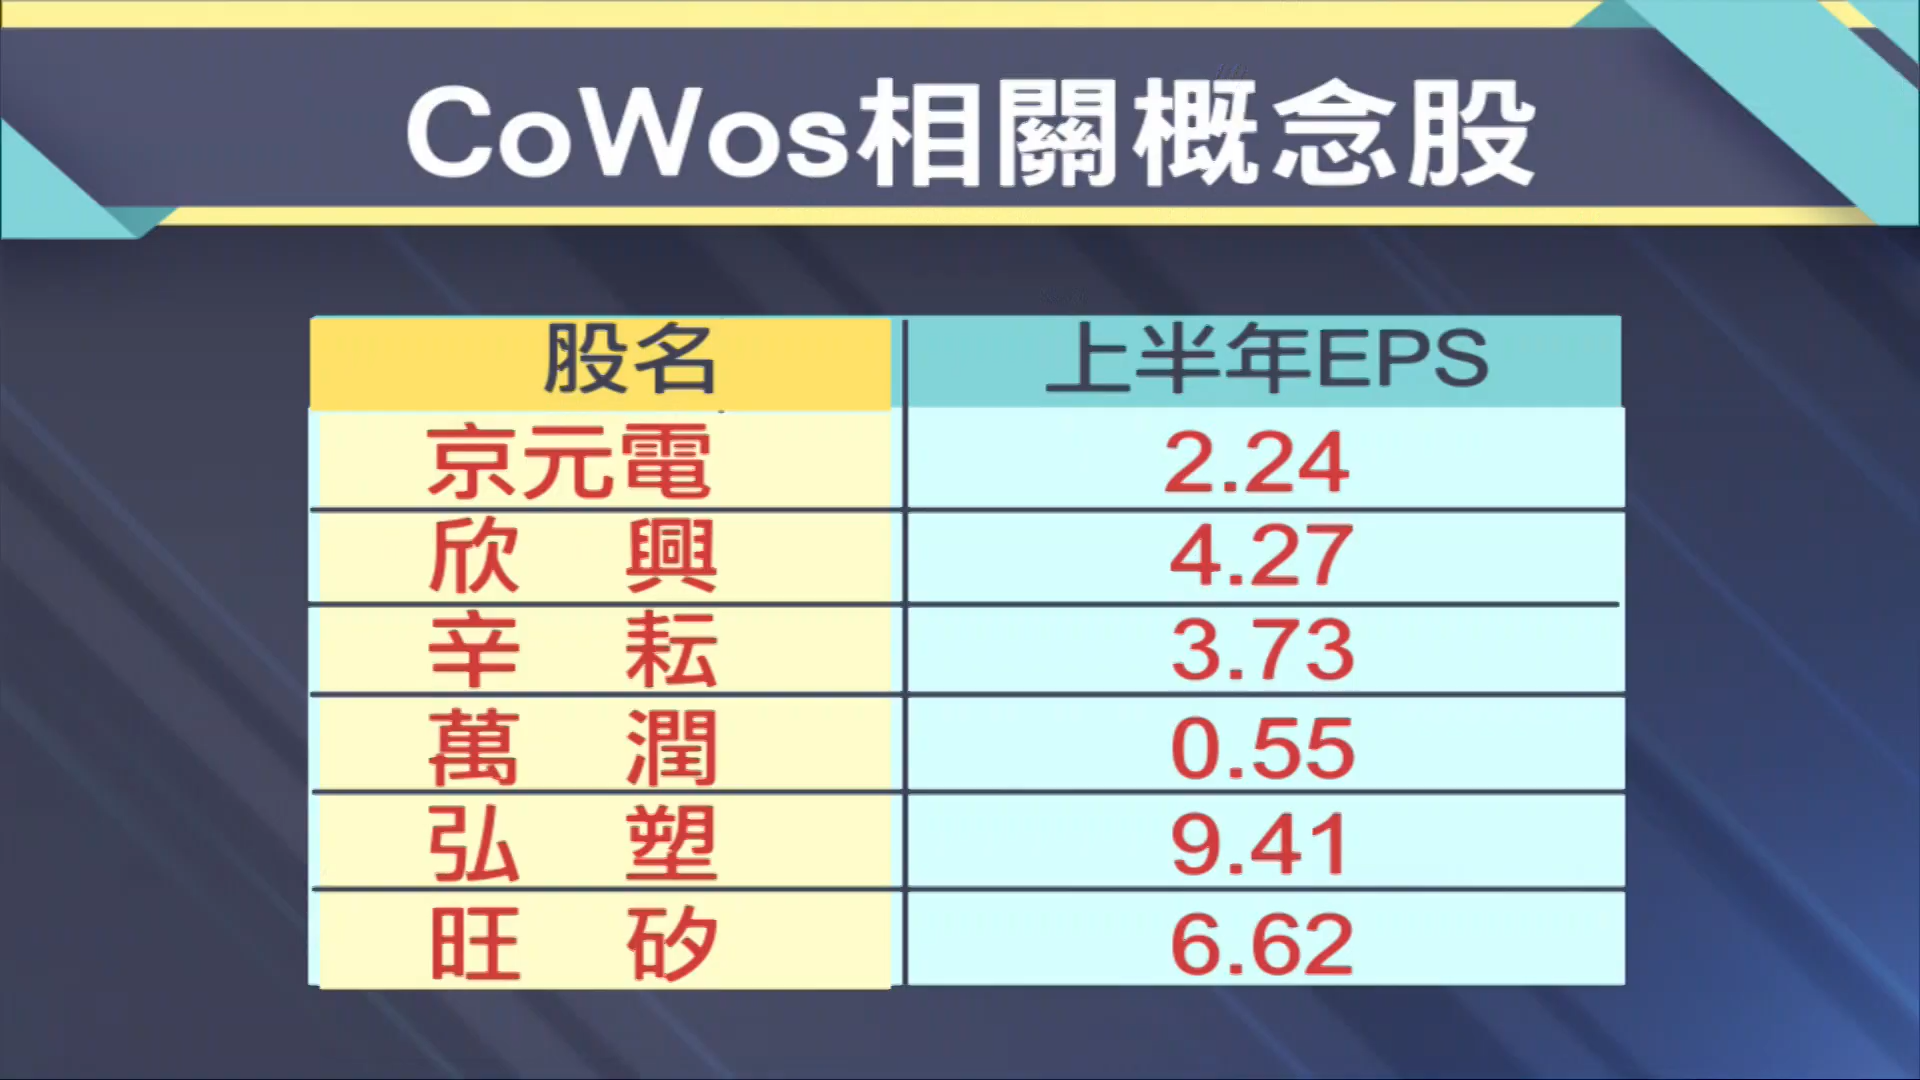 CoWos相關概念股
股名 上半年EPS
京元電 2.24
欣興 4.27
辛耘 3.73
萬潤 0.55
弘塑 9.41
旺矽 6.62